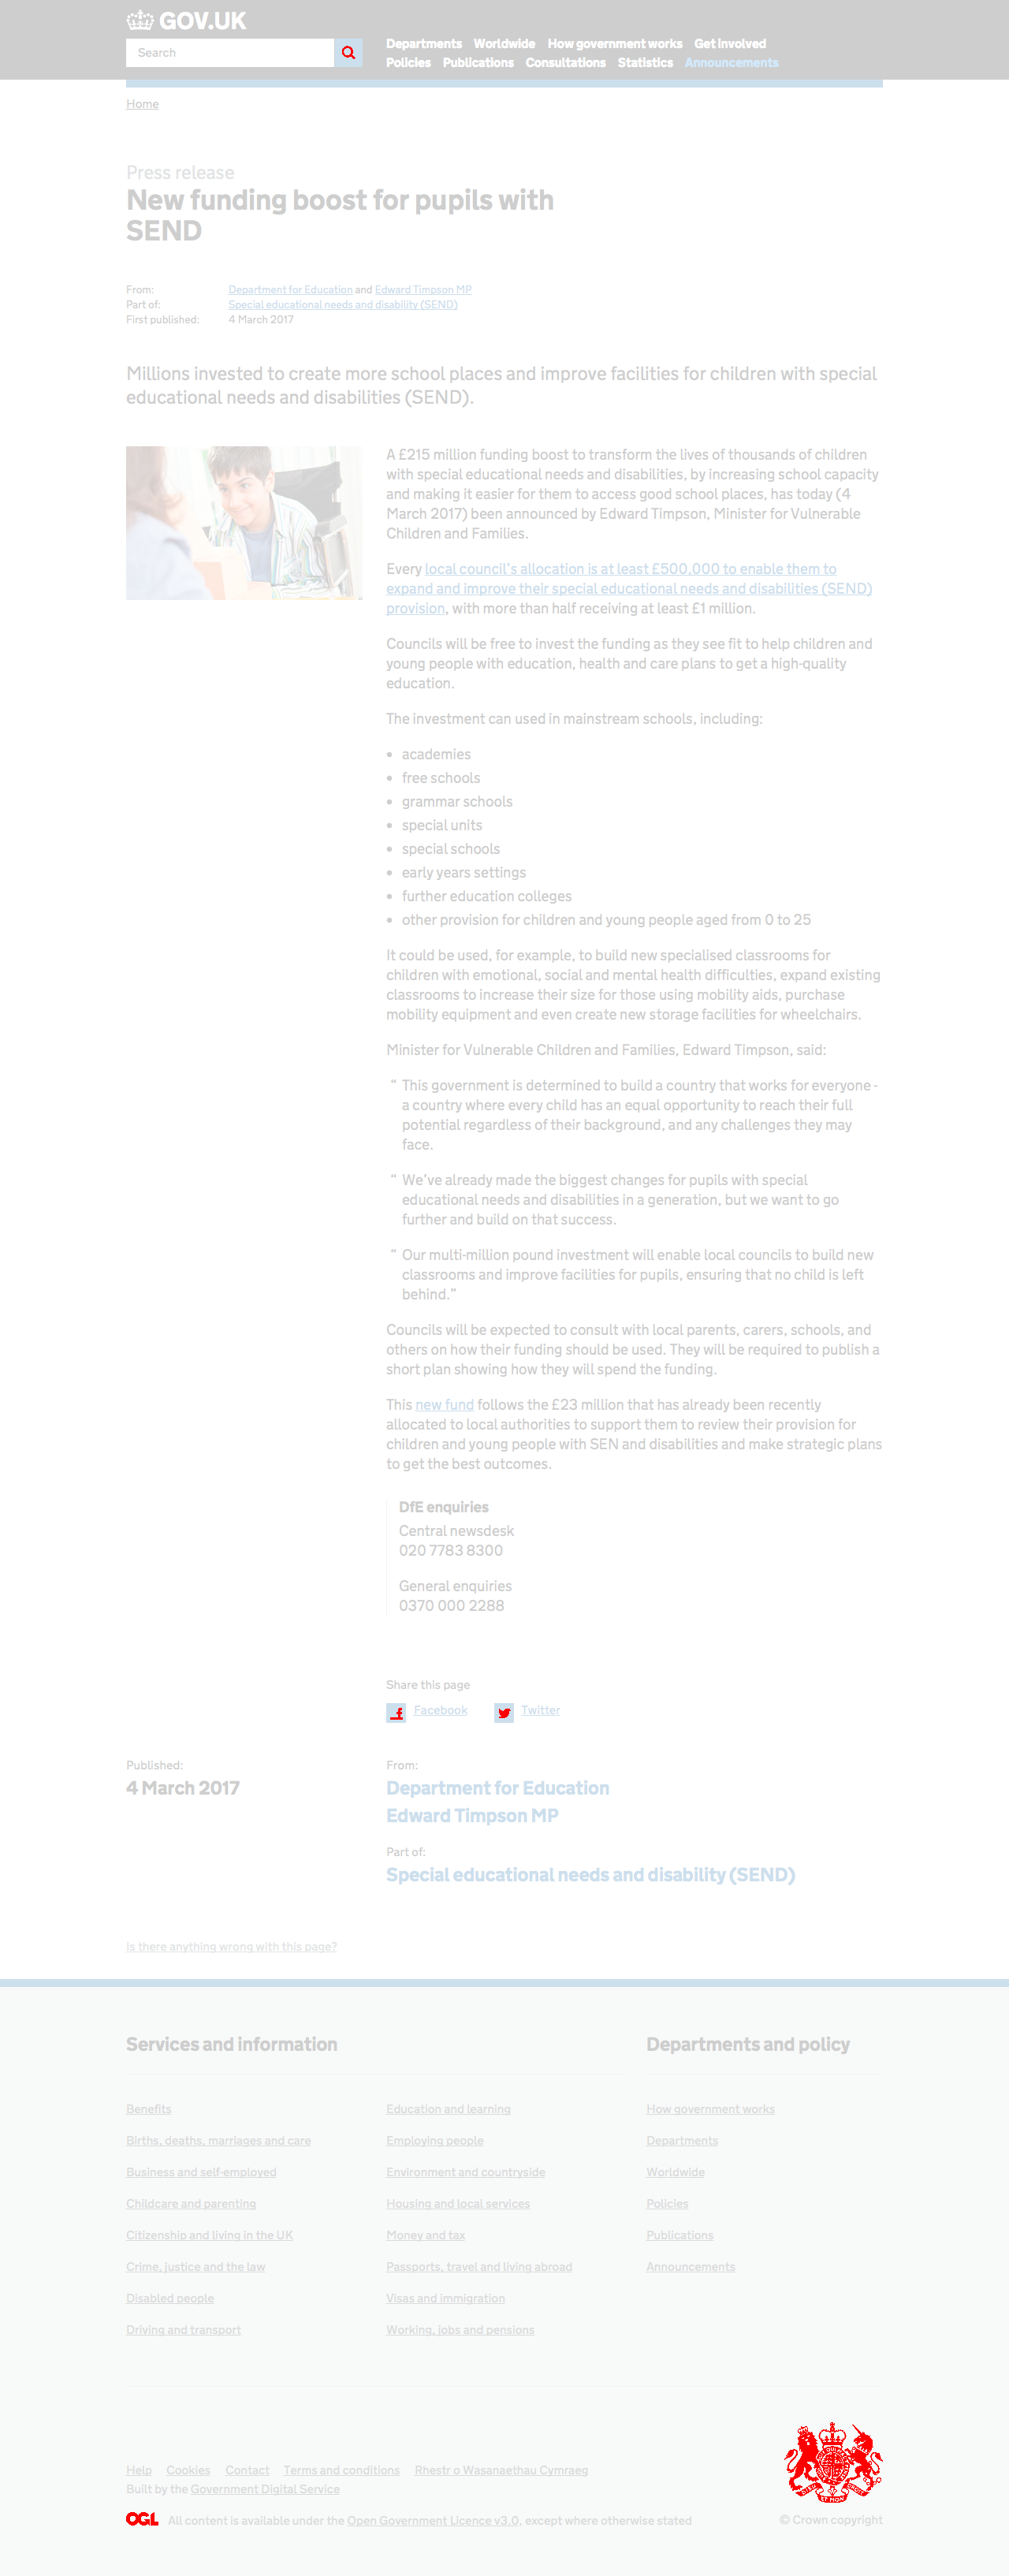 GOV.UK
Search
Departments Worldwide How government works Get involved
Policies Publications Consultations Statistics Announcements
Home
Press release
New funding boost for pupils with
SEND
From: Department for Education and Edward Timpson MP
Part of: Special educational needs and disability (SEND)
First published: 4 March 2017
Millions invested to create more school places and improve facilities for children with special
educational needs and disabilities (SEND).
A £215 million funding boost to transform the lives of thousands of children
with special educational needs and disabilities, by increasing school capacity
and making it easier for them to access good school places, has today (4
March 2017) been announced by Edward Timpson, Minister for Vulnerable
Children and Families.
Every local council's allocation is at least £500,000 to enable them to
expand and improve their special educational needs and disabilities (SEND)
provision, with more than half receiving at least £1 million.
Councils will be free to invest the funding as they see fit to help children and
young people with education, health and care plans to get a high-quality
education.
The investment can used in mainstream schools, including:
• academies
• free schools
• grammar schools
• special units
• special schools
• early years settings
• further education colleges
• other provision for children and young people aged from 0 to 25
It could be used, for example, to build new specialised classrooms for
children with emotional, social and mental health difficulties, expand existing
classrooms to increase their size for those using mobility aids, purchase
mobility equipment and even create new storage facilities for wheelchairs.
Minister for Vulnerable Children and Families, Edward Timpson, said:
“ This government is determined to build a country that works for everyone -
a country where every child has an equal opportunity to reach their full
potential regardless of their background, and any challenges they may
face.
“ We've already made the biggest changes for pupils with special
educational needs and disabilities in a generation, but we want to go
further and build on that success.
“ Our multi-million pound investment will enable local councils to build new
classrooms and improve facilities for pupils, ensuring that no child is left
behind.”
Councils will be expected to consult with local parents, carers, schools, and
others on how their funding should be used. They will be required to publish a
short plan showing how they will spend the funding.
This new fund follows the £23 million that has already been recently
allocated to local authorities to support them to review their provision for
children and young people with SEN and disabilities and make strategic plans
to get the best outcomes.
DfE enquiries
Central newsdesk
020 7783 8300
General enquiries
0370 000 2288
Share this page
Facebook Twitter
Published:
4 March 2017
From:
Department for Education
Edward Timpson MP
Part of:
Special educational needs and disability (SEND)
Is there anything wrong with this page?
Services and information
Benefits
Births, deaths, marriages and care
Business and self-employed
Childcare and parenting
Citizenship and living in the UK
Crime, justice and the law
Disabled people
Driving and transport
Education and learning
Employing people
Environment and countryside
Housing and local services
Money and tax
Passports, travel and living abroad
Visas and immigration
Working, jobs and pensions
Departments and policy
How government works
Departments
Worldwide
Policies
Publications
Announcements
Help Cookies Contact Terms and conditions Rhestr o Wasanaethau Cymraeg
Built by the Government Digital Service
OGL All content is available under the Open Government Licence v3.0, except where otherwise stated
© Crown copyright